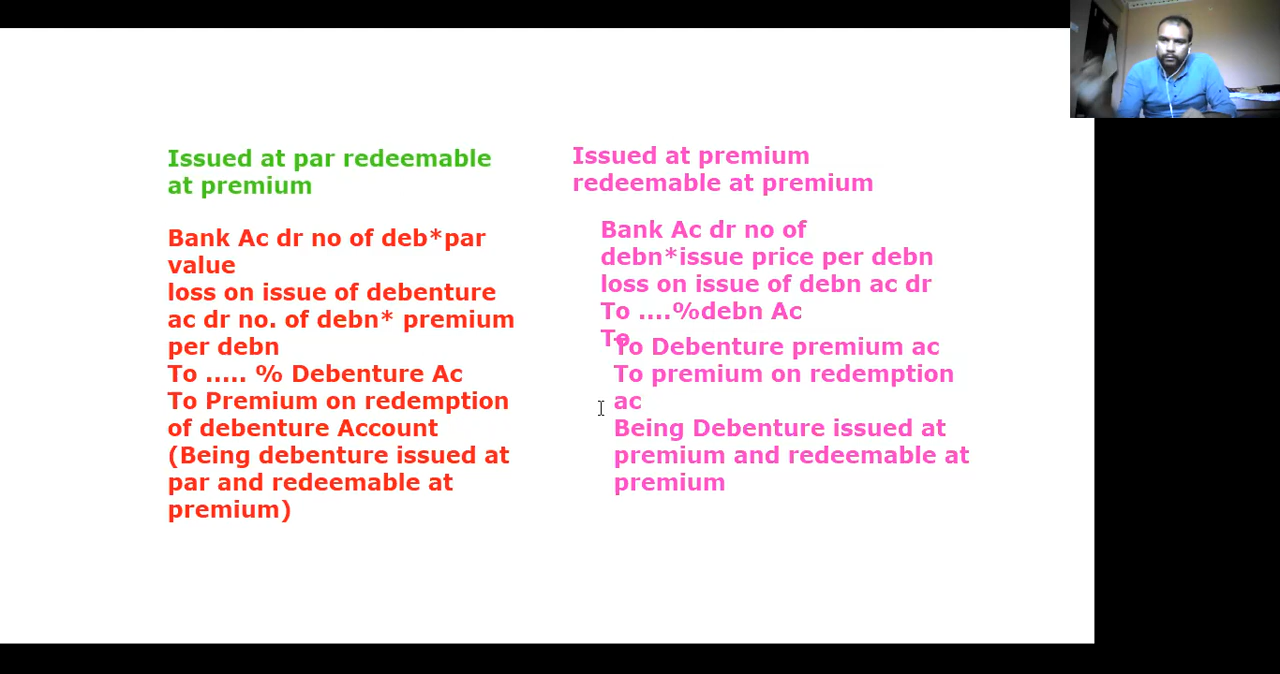 Issued at par redeemable
at premium
Bank Ac dr no of deb*par
value
loss on issue of debenture
ac dr no. of debn* premium
per debn
To ..... % Debenture Ac
To Premium on redemption
of debenture Account
(Being debenture issued at
par and redeemable at
premium)
Issued at premium
redeemable at premium
Bank Ac dr no of
debn*issue price per debn
loss on issue of debn ac dr
To ....%debn Ac
To
To Debenture premium ac
To premium on redemption
ac
Being Debenture issued at
premium and redeemable at
premium